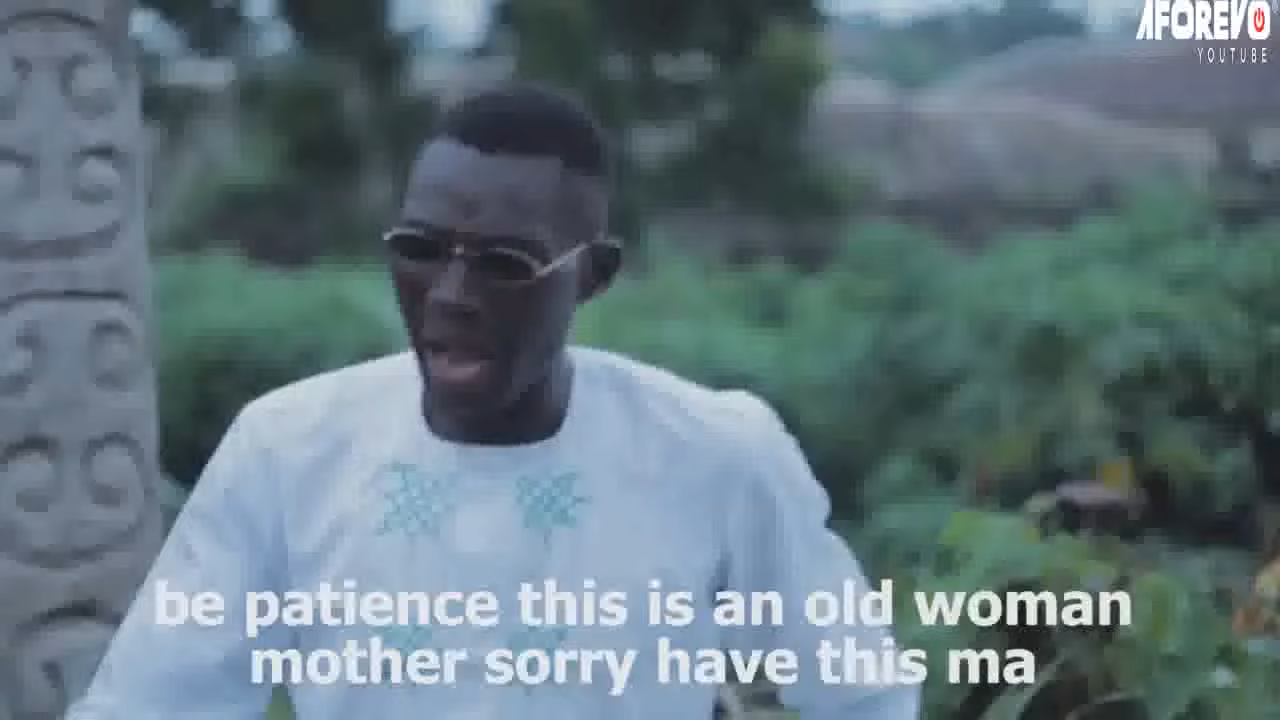 AFOREVO
YOUTUBE
be patience this is an old woman
mother sorry have this ma